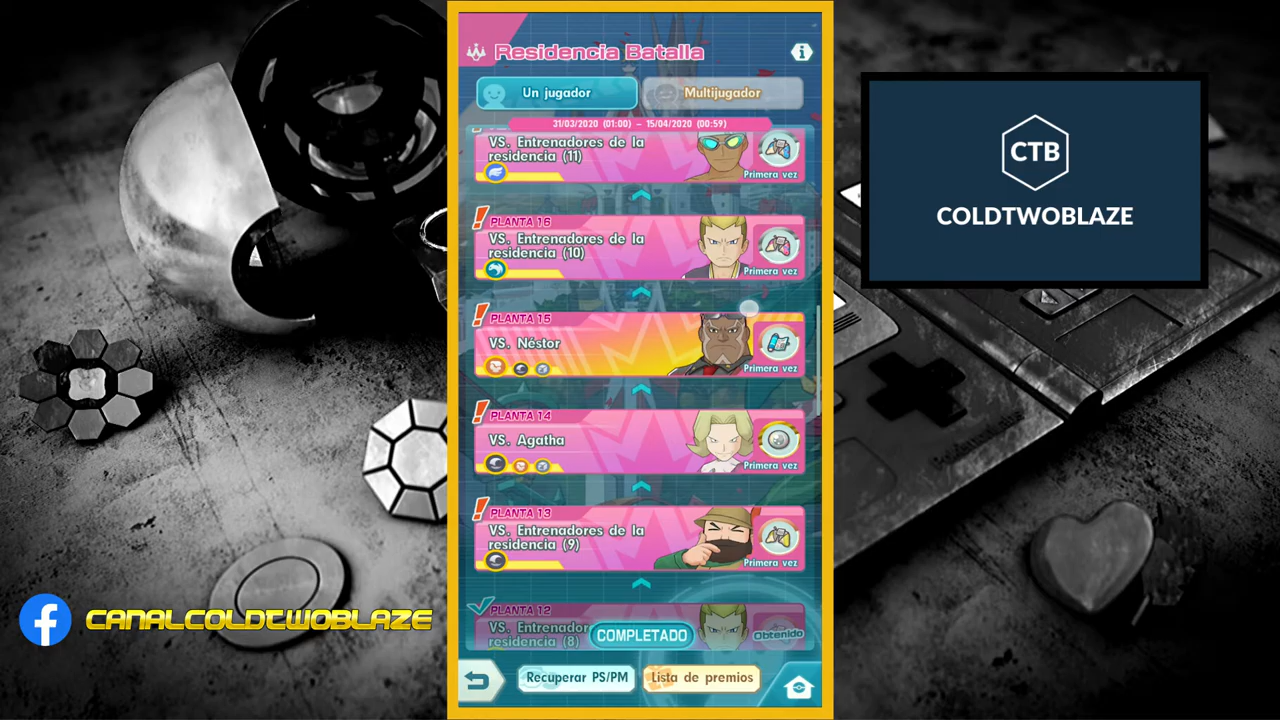 Residencia Batalla
Un jugador
Multijugador
31/03/2020 (01:00) – 15/04/2020 (00:59)
VS. Entrenadores de la
residencia (11)
Primera vez
PLANTA 16
VS. Entrenadores de la
residencia (10)
Primera vez
PLANTA 15
VS. Néstor
Primera vez
PLANTA 14
VS. Agatha
Primera vez
PLANTA 13
VS. Entrenadores de la
residencia (9)
Primera vez
PLANTA 12
VS. Entrenadores
residencia (8)
COMPLETADO
Obtenido
Recuperar PS/PM
Lista de premios
CTB
COLDTWOBLAZE
CANALCOLDTWOBLAZE